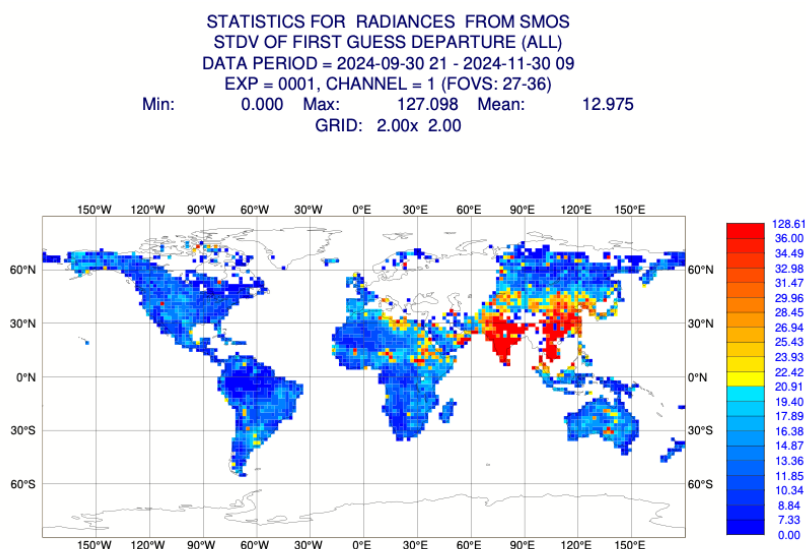 STATISTICS FOR RADIANCES FROM SMOS
STDV OF FIRST GUESS DEPARTURE (ALL)
DATA PERIOD = 2024-09-30 21 - 2024-11-30 09
EXP = 0001, CHANNEL = 1 (FOVS: 27-36)
Min: 0.000 Max: 127.098 Mean: 12.975
GRID: 2.00x 2.00
150°W 120°W 90°W 60°W 30°W 0°E 30°E 60°E 90°E 120°E 150°E
60°N 60°N
30°N 30°N
0°N 0°N
30°S 30°S
60°S 60°S
150°W 120°W 90°W 60°W 30°W 0°E 30°E 60°E 90°E 120°E 150°E
128.61
36.00
34.49
32.98
31.47
29.96
28.45
26.94
25.43
23.93
22.42
20.91
19.40
17.89
16.38
14.87
13.36
11.85
10.34
8.84
7.33
0.00